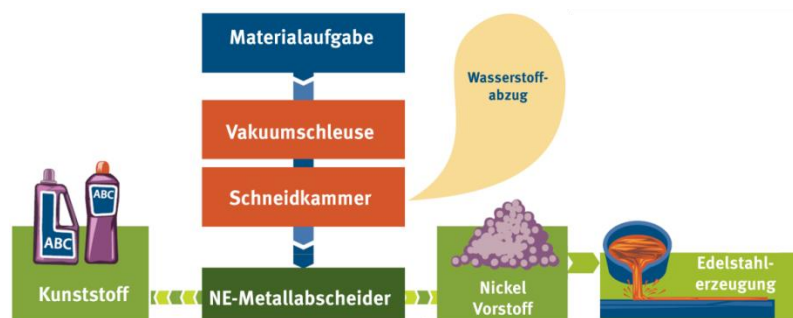 Materialaufgabe
Wasserstoff-
abzug
Vakuumschleuse
Schneidkammer
ABC
ABC
Kunststoff
NE-Metallabscheider
Nickel
Vorstoff
Edelstahl-
erzeugung